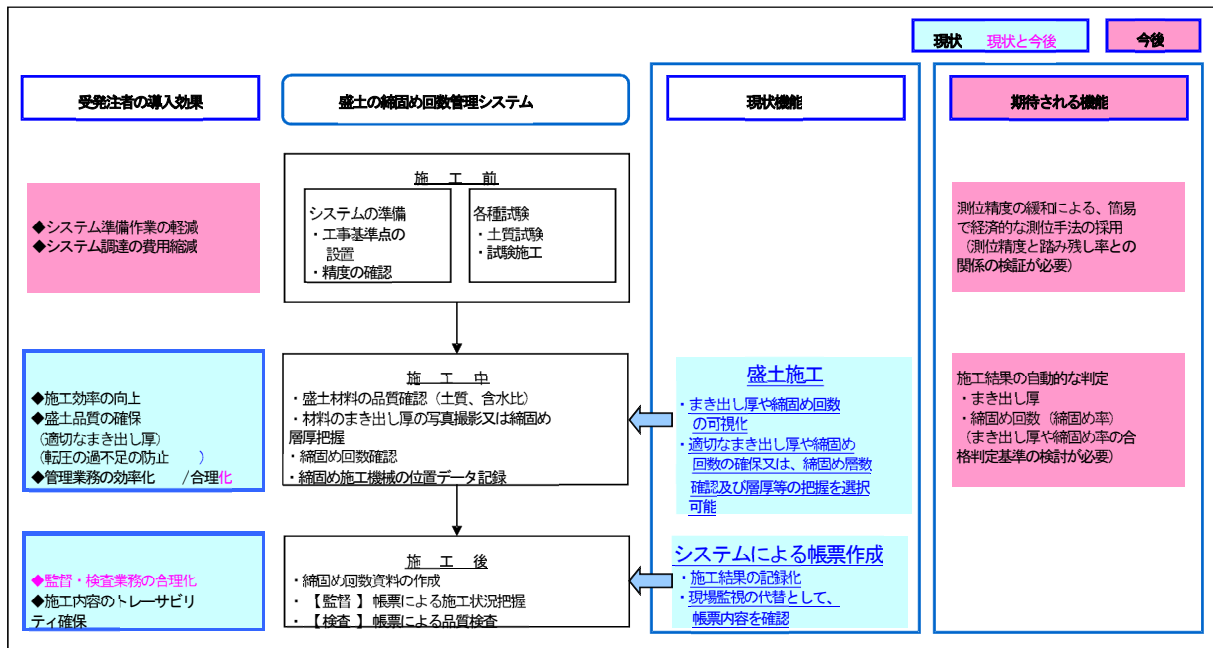 現状 現状と今後
今後
受発注者の導入効果
盛土の締固め回数管理システム
現状機能
期待される機能
◆システム準備作業の軽減
◆システム調達の費用縮減
施 工 前
システムの準備
・工事基準点の
設置
・精度の確認
各種試験
・土質試験
・試験施工
測位精度の緩和による、簡易
で経済的な測位手法の採用
(測位精度と踏み残し率との
関係の検証が必要)
◆施工効率の向上
◆盛土品質の確保
(適切なまき出し厚)
(転圧の過不足の防止 )
◆管理業務の効率化 /合理化
施 工 中
・盛土材料の品質確認(土質、含水比)
・材料のまき出し厚の写真撮影又は締固め
層厚把握
・締固め回数確認
・締固め施工機械の位置データ記録
盛土施工
・まき出し厚や締固め回数
の可視化
・適切なまき出し厚や締固め
回数の確保又は、締固め層数
確認及び層厚等の把握を選択
可能
施工結果の自動的な判定
・まき出し厚
・締固め回数(締固め率)
(まき出し厚や締固め率の合
格判定基準の検討が必要)
◆監督・検査業務の合理化
◆施工内容のトレーサビリ
ティ確保
施 工 後
・締固め回数資料の作成
・【監督】帳票による施工状況把握
・【検査】帳票による品質検査
システムによる帳票作成
・施工結果の記録化
・現場監視の代替として、
帳票内容を確認